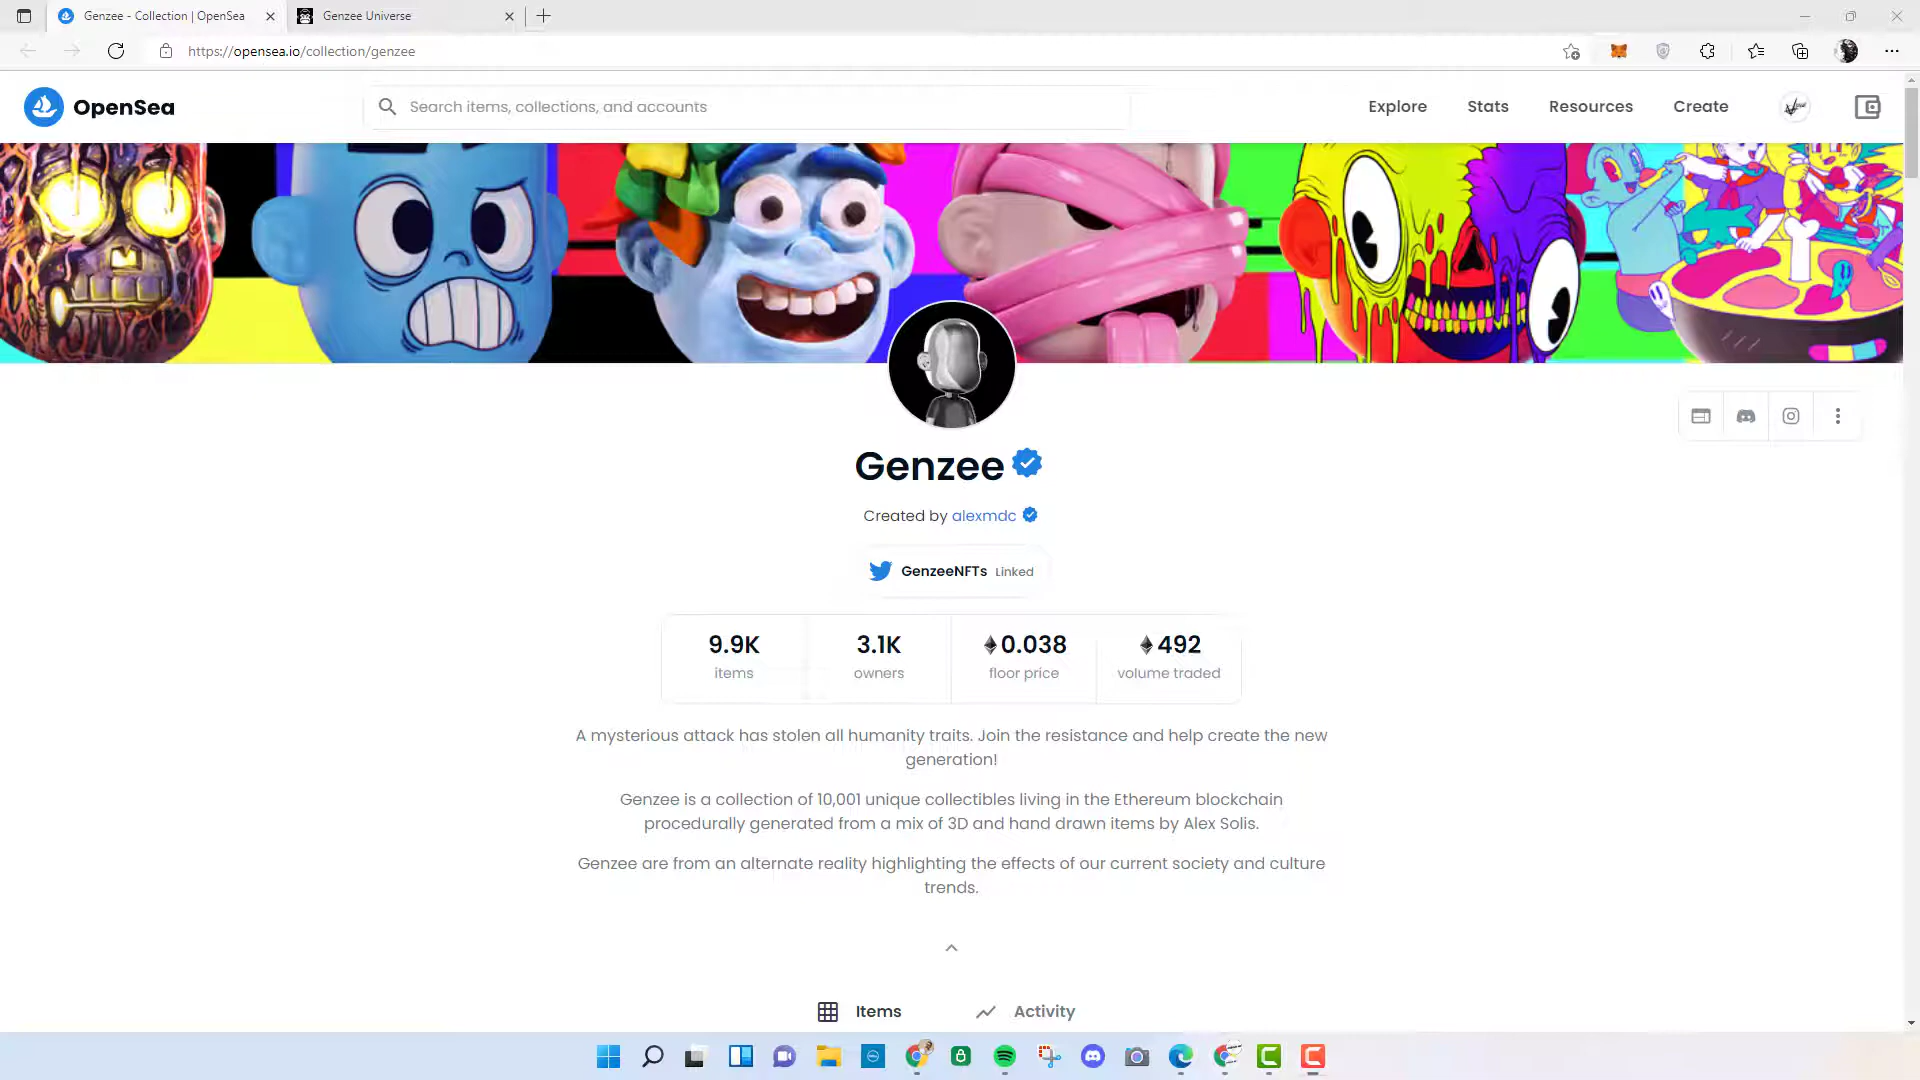 Genzee - Collection | OpenSea
Genzee Universe
https://opensea.io/collection/genzee
OpenSea
Search items, collections, and accounts
Explore
Stats
Resources
Create
Genzee
Created by alexmdc
GenzeeNFTs Linked
9.9K
3.1K
0.038
492
items
owners
floor price
volume traded
A mysterious attack has stolen all humanity traits. Join the resistance and help create the new
generation!
Genzee is a collection of 10,001 unique collectibles living in the Ethereum blockchain
procedurally generated from a mix of 3D and hand drawn items by Alex Solis.
Genzee are from an alternate reality highlighting the effects of our current society and culture
trends.
Items
Activity